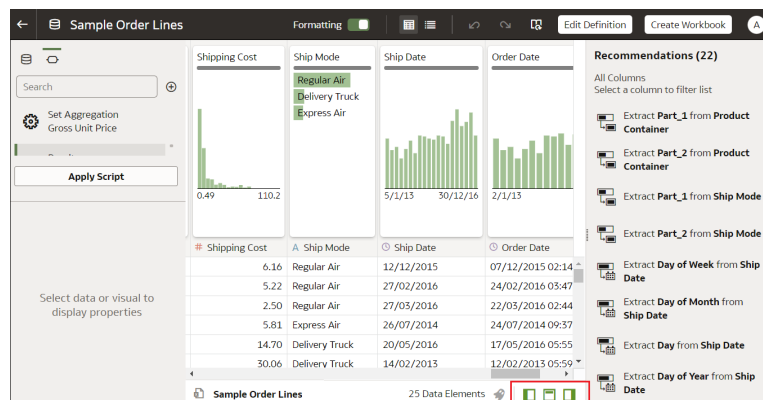 Sample Order Lines
Formatting
Edit Definition
Create Workbook
A
Search
Set Aggregation
Gross Unit Price
Apply Script
Select data or visual to
display properties
Shipping Cost
0.49 110.2
Ship Mode
Regular Air
Delivery Truck
Express Air
Ship Date
5/1/13 30/12/16
Order Date
2/1/13
# Shipping Cost A Ship Mode Ship Date Order Date
6.16 Regular Air 12/12/2015 07/12/2015 02:14
5.22 Regular Air 27/02/2016 24/02/2016 03:47
2.50 Regular Air 27/03/2016 22/03/2016 02:44
5.81 Express Air 26/07/2014 24/07/2014 09:37
14.70 Delivery Truck 20/05/2016 17/05/2016 05:55
30.06 Delivery Truck 14/02/2013 12/02/2013 05:59
Sample Order Lines 25 Data Elements
Recommendations (22)
All Columns
Select a column to filter list
Extract Part_1 from Product
Container
Extract Part_2 from Product
Container
Extract Part_1 from Ship Mode
Extract Part_2 from Ship Mode
Extract Day of Week from Ship
Date
Extract Day of Month from
Ship Date
Extract Day from Ship Date
Extract Day of Year from Ship
Date